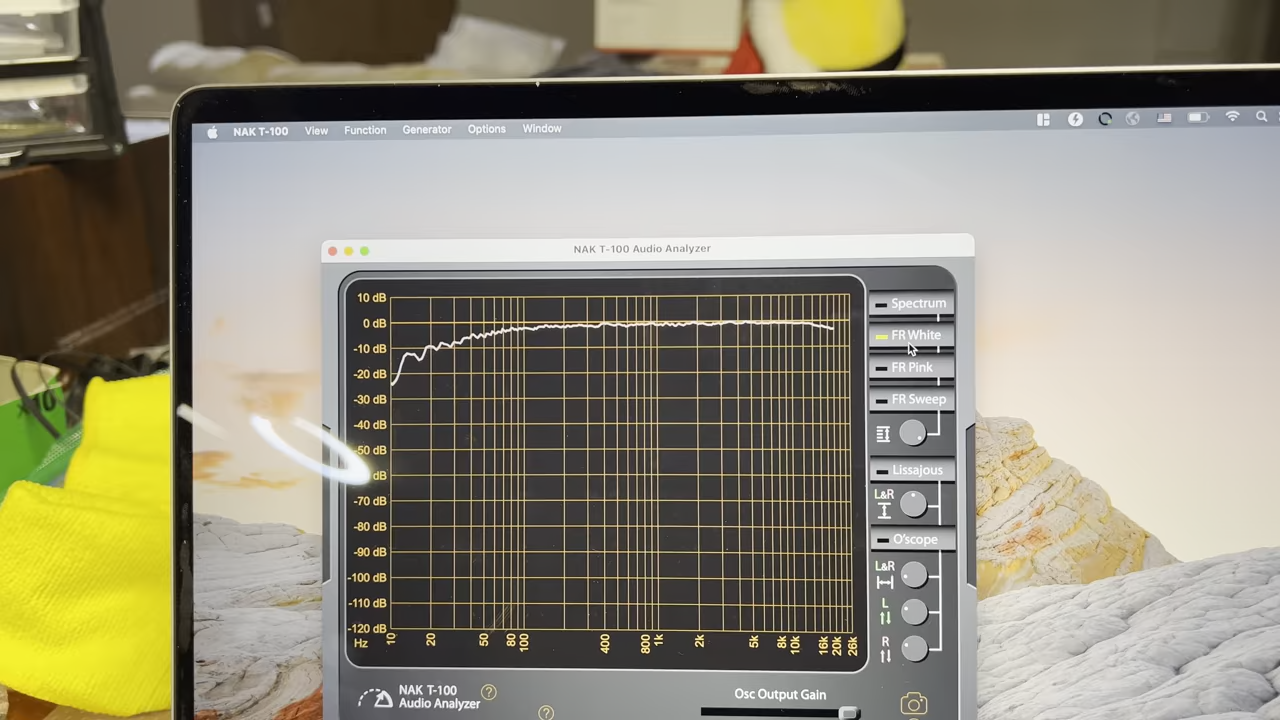 NAK T-100 View Function Generator Options Window
NAK T-100 Audio Analyzer
10 dB
0 dB
-10 dB
-20 dB
-30 dB
-40 dB
-50 dB
dB
-70 dB
-80 dB
-90 dB
-100 dB
-110 dB
-120 dB
Hz
10 20 50 80 100 400 800 1k 2k 5k 8k 10k 16k 20k 26k
Spectrum
FR White
FR Pink
FR Sweep
Lissajous
L&R
O'scope
L&R
L
R
NAK T-100
Audio Analyzer
?
?
Osc Output Gain
x10